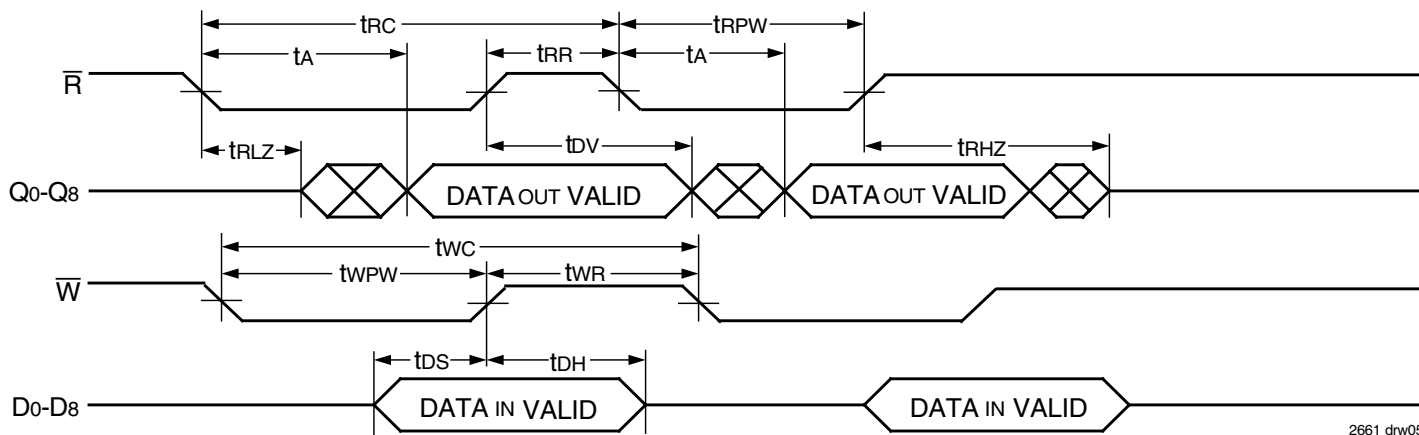 tRC tRPW
tA tRR tA
R̅
tRLZ tDV tRHZ
Q0-Q8 DATA OUT VALID DATA OUT VALID
tWC
tWPW tWR
W̅
tDS tDH
D0-D8 DATA IN VALID DATA IN VALID
2661 drw05